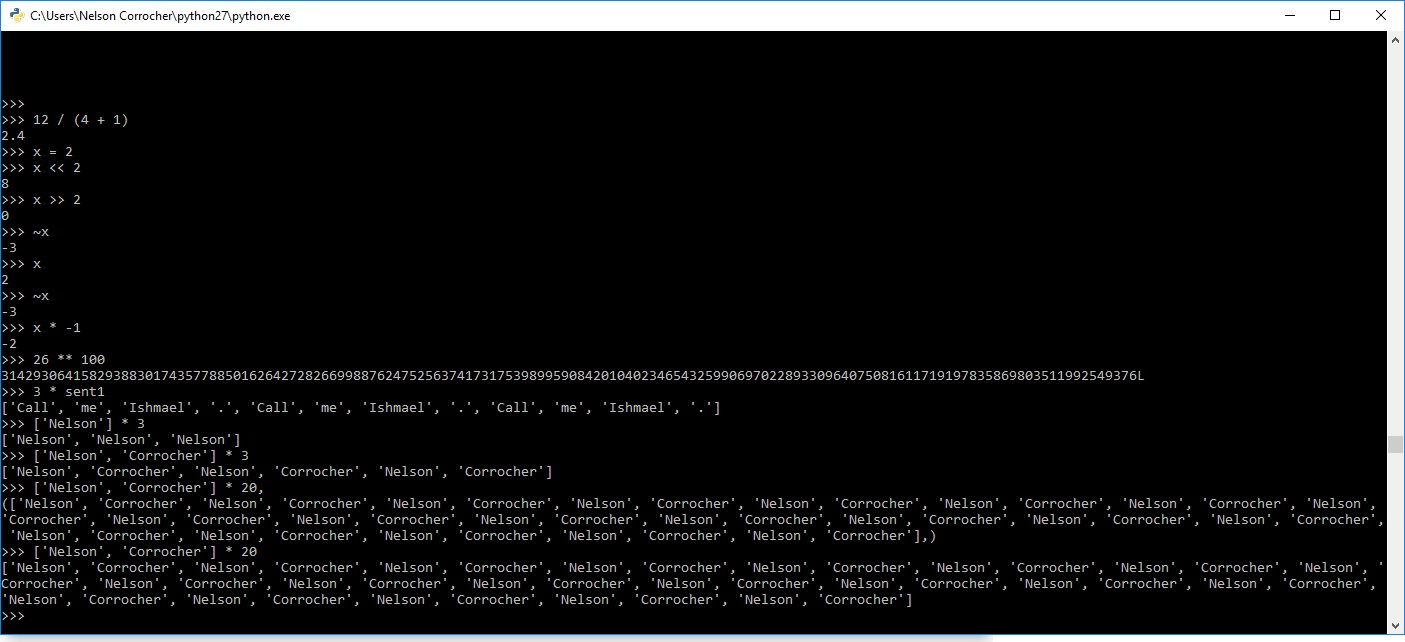 C:\Users\Nelson Corrocher\python27\python.exe
>>>
>>> 12 / (4 + 1)
2.4
>>> x = 2
>>> x << 2
8
>>> x >> 2
0
>>> ~x
-3
>>> x
2
>>> ~x
-3
>>> x * -1
-2
>>> 26 ** 100
3142930641582938830174357788501626427282669988762475256374173175398995908420104023465432599069702289330964075081611719197835869803511992549376L
>>> 3 * sent1
['Call', 'me', 'Ishmael', '.', 'Call', 'me', 'Ishmael', '.', 'Call', 'me', 'Ishmael', '.']
>>> ['Nelson'] * 3
['Nelson', 'Nelson', 'Nelson']
>>> ['Nelson', 'Corrocher'] * 3
['Nelson', 'Corrocher', 'Nelson', 'Corrocher', 'Nelson', 'Corrocher']
>>> ['Nelson', 'Corrocher'] * 20,
(['Nelson', 'Corrocher', 'Nelson', 'Corrocher', 'Nelson', 'Corrocher', 'Nelson', 'Corrocher', 'Nelson', 'Corrocher', 'Nelson', 'Corrocher', 'Nelson', 'Corrocher', 'Nelson',
'Corrocher', 'Nelson', 'Corrocher', 'Nelson', 'Corrocher', 'Nelson', 'Corrocher', 'Nelson', 'Corrocher', 'Nelson', 'Corrocher', 'Nelson', 'Corrocher', 'Nelson', 'Corrocher',
'Nelson', 'Corrocher', 'Nelson', 'Corrocher', 'Nelson', 'Corrocher', 'Nelson', 'Corrocher', 'Nelson', 'Corrocher'],)
>>> ['Nelson', 'Corrocher'] * 20
['Nelson', 'Corrocher', 'Nelson', 'Corrocher', 'Nelson', 'Corrocher', 'Nelson', 'Corrocher', 'Nelson', 'Corrocher', 'Nelson', 'Corrocher', 'Nelson', 'Corrocher', 'Nelson', '
Corrocher', 'Nelson', 'Corrocher', 'Nelson', 'Corrocher', 'Nelson', 'Corrocher', 'Nelson', 'Corrocher', 'Nelson', 'Corrocher', 'Nelson', 'Corrocher', 'Nelson', 'Corrocher',
'Nelson', 'Corrocher', 'Nelson', 'Corrocher', 'Nelson', 'Corrocher', 'Nelson', 'Corrocher', 'Nelson', 'Corrocher']
>>>